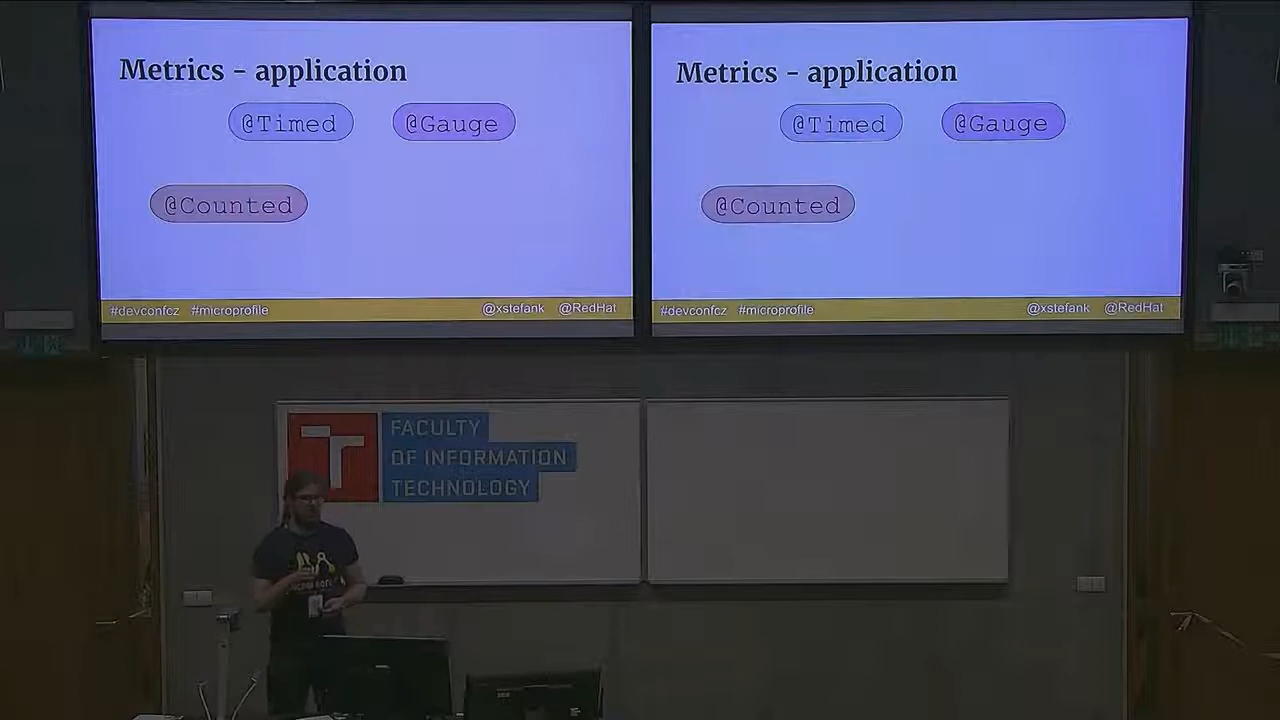 Metrics - application
@Timed @Gauge
@Counted
#devconfcz #microprofile @xstefank @RedHat
Metrics - application
@Timed @Gauge
@Counted
#devconfcz #microprofile @xstefank @RedHat
FACULTY
OF INFORMATION
TECHNOLOGY